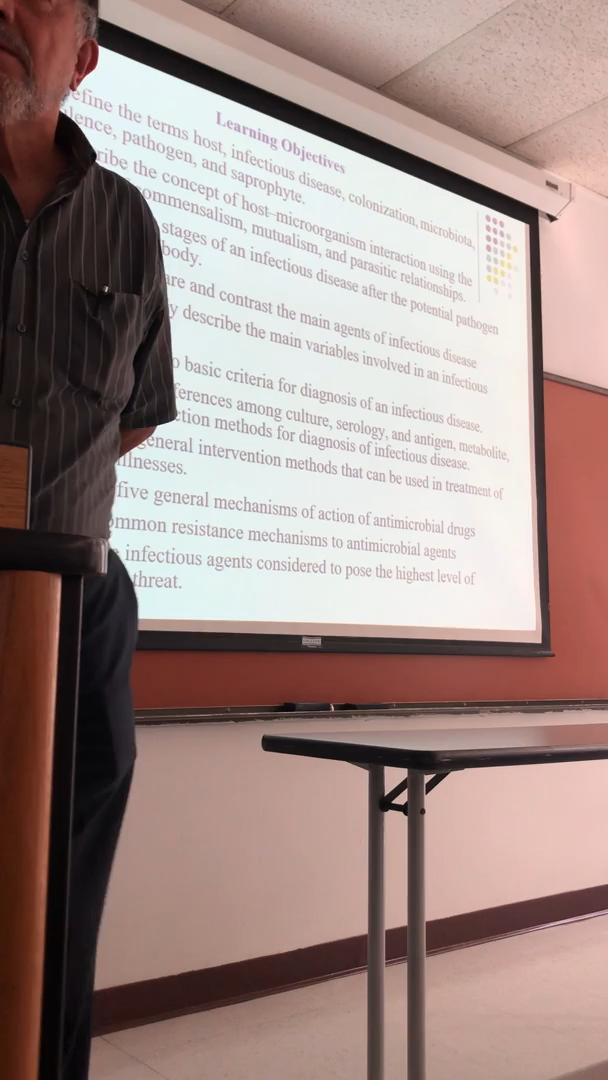 Learning Objectives
efine the terms host, infectious disease, colonization, microbiota,
ilence, pathogen, and saprophyte.
ribe the concept of host–microorganism interaction using the
commensalism, mutualism, and parasitic relationships.
stages of an infectious disease after the potential pathogen
body.
are and contrast the main agents of infectious disease
y describe the main variables involved in an infectious
o basic criteria for diagnosis of an infectious disease.
ferences among culture, serology, and antigen, metabolite,
ction methods for diagnosis of infectious disease.
general intervention methods that can be used in treatment of
illnesses.
five general mechanisms of action of antimicrobial drugs
ommon resistance mechanisms to antimicrobial agents
infectious agents considered to pose the highest level of
threat.